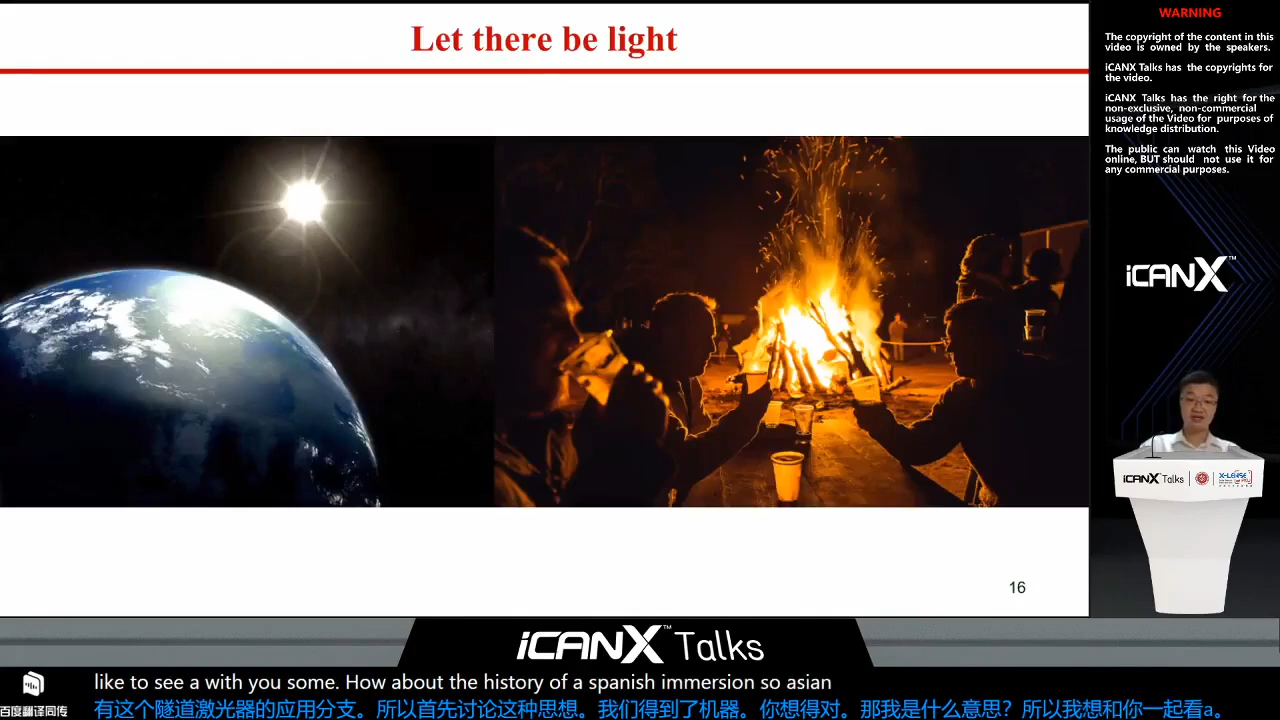 Let there be light
16
WARNING
The copyright of the content in this
video is owned by the speakers.
iCANX Talks has the copyrights for
the video.
iCANX Talks has the right for the
non-exclusive, non-commercial
usage of the Video for purposes of
knowledge distribution.
The public can watch this Video
online, BUT should not use it for
any commercial purposes.
iCANX™
iCANX Talks
X-LENSE
iCANX™ Talks
like to see a with you some. How about the history of a spanish immersion so asian
百度翻译同传
有这个隧道激光器的应用分支。所以首先讨论这种思想。我们得到了机器。你想得对。那我是什么意思？所以我想和你一起看a。